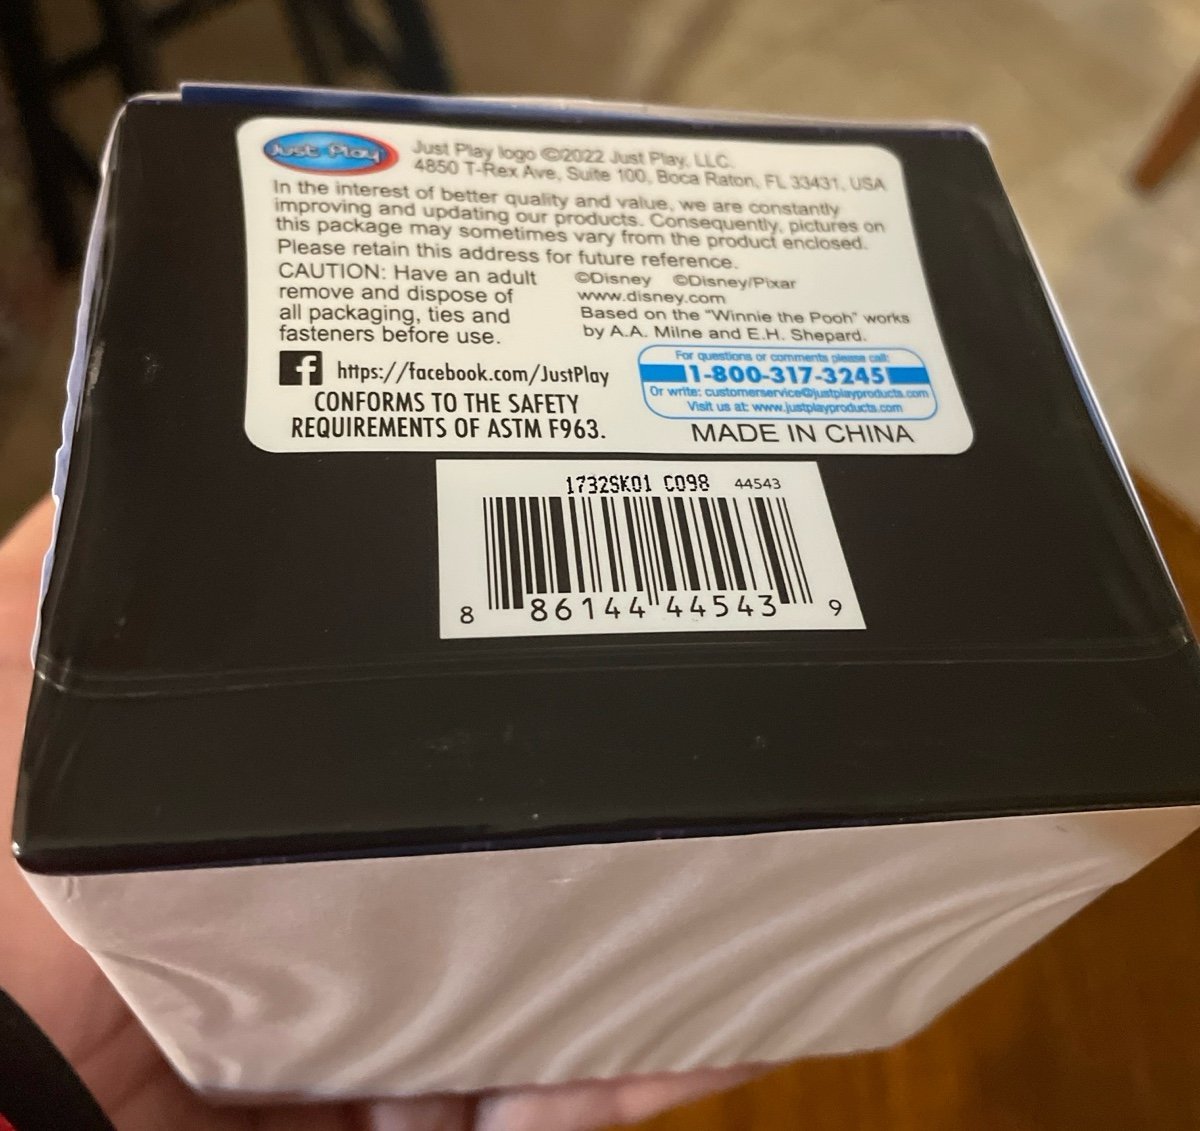 Just Play
Just Play logo ©2022 Just Play, LLC.
4850 T-Rex Ave, Suite 100, Boca Raton, FL 33431, USA
In the interest of better quality and value, we are constantly
improving and updating our products. Consequently, pictures on
this package may sometimes vary from the product enclosed.
Please retain this address for future reference.
CAUTION: Have an adult
remove and dispose of
all packaging, ties and
fasteners before use.
©Disney ©Disney/Pixar
www.disney.com
Based on the "Winnie the Pooh" works
by A.A. Milne and E.H. Shepard.
f https://facebook.com/JustPlay
CONFORMS TO THE SAFETY
REQUIREMENTS OF ASTM F963.
For questions or comments please call:
1-800-317-3245
Or write: customerservice@justplayproducts.com
Visit us at: www.justplayproducts.com
MADE IN CHINA
1732SK01 C098 44543
8 86144 44543 9